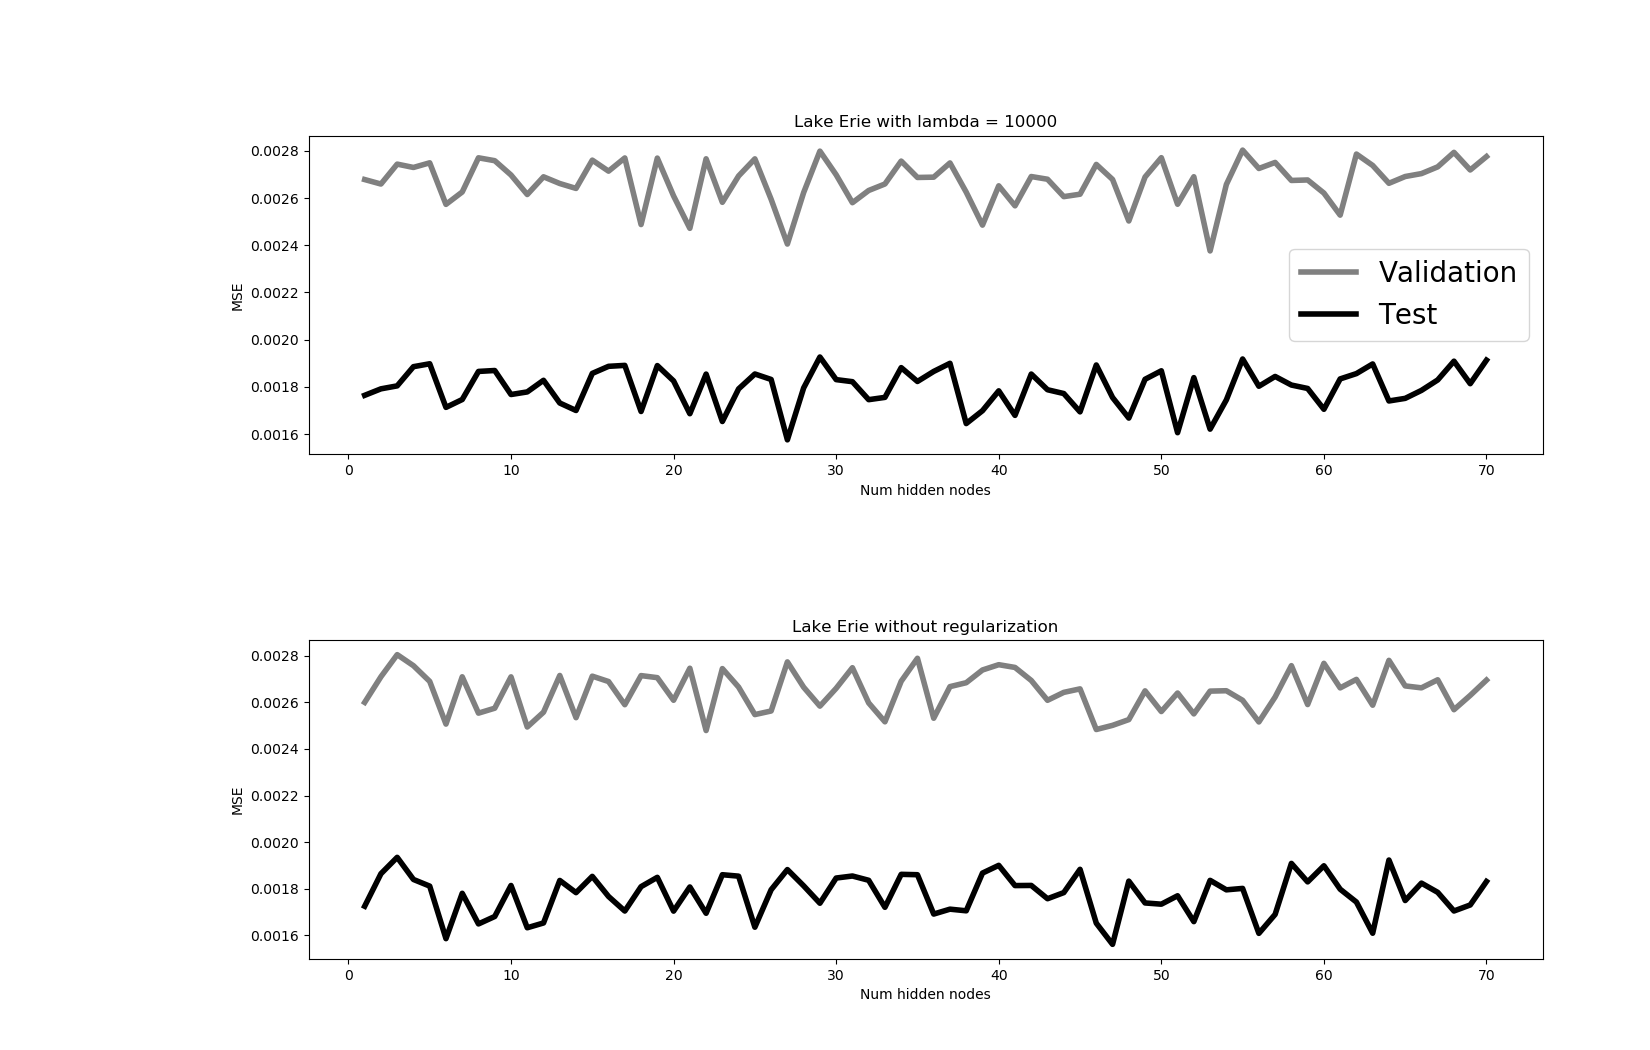 Lake Erie with lambda = 10000
0.0028
0.0026
0.0024
0.0022
0.0020
0.0018
0.0016
MSE
Validation
Test
0 10 20 30 40 50 60 70
Num hidden nodes
Lake Erie without regularization
0.0028
0.0026
0.0024
0.0022
0.0020
0.0018
0.0016
MSE
0 10 20 30 40 50 60 70
Num hidden nodes